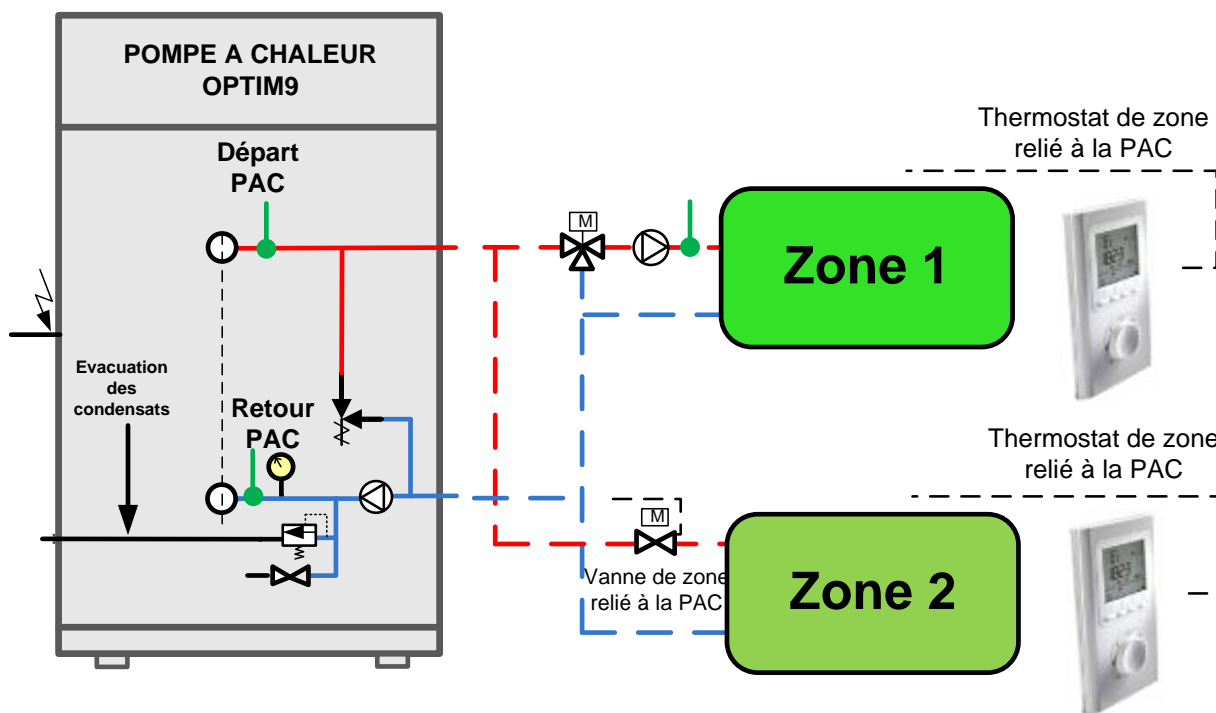 POMPE A CHALEUR
OPTIM9
Départ
PAC
Evacuation
des
condensats
Retour
PAC
M
Zone 1
Thermostat de zone
relié à la PAC
M
Vanne de zone
relié à la PAC
Zone 2
Thermostat de zone
relié à la PAC